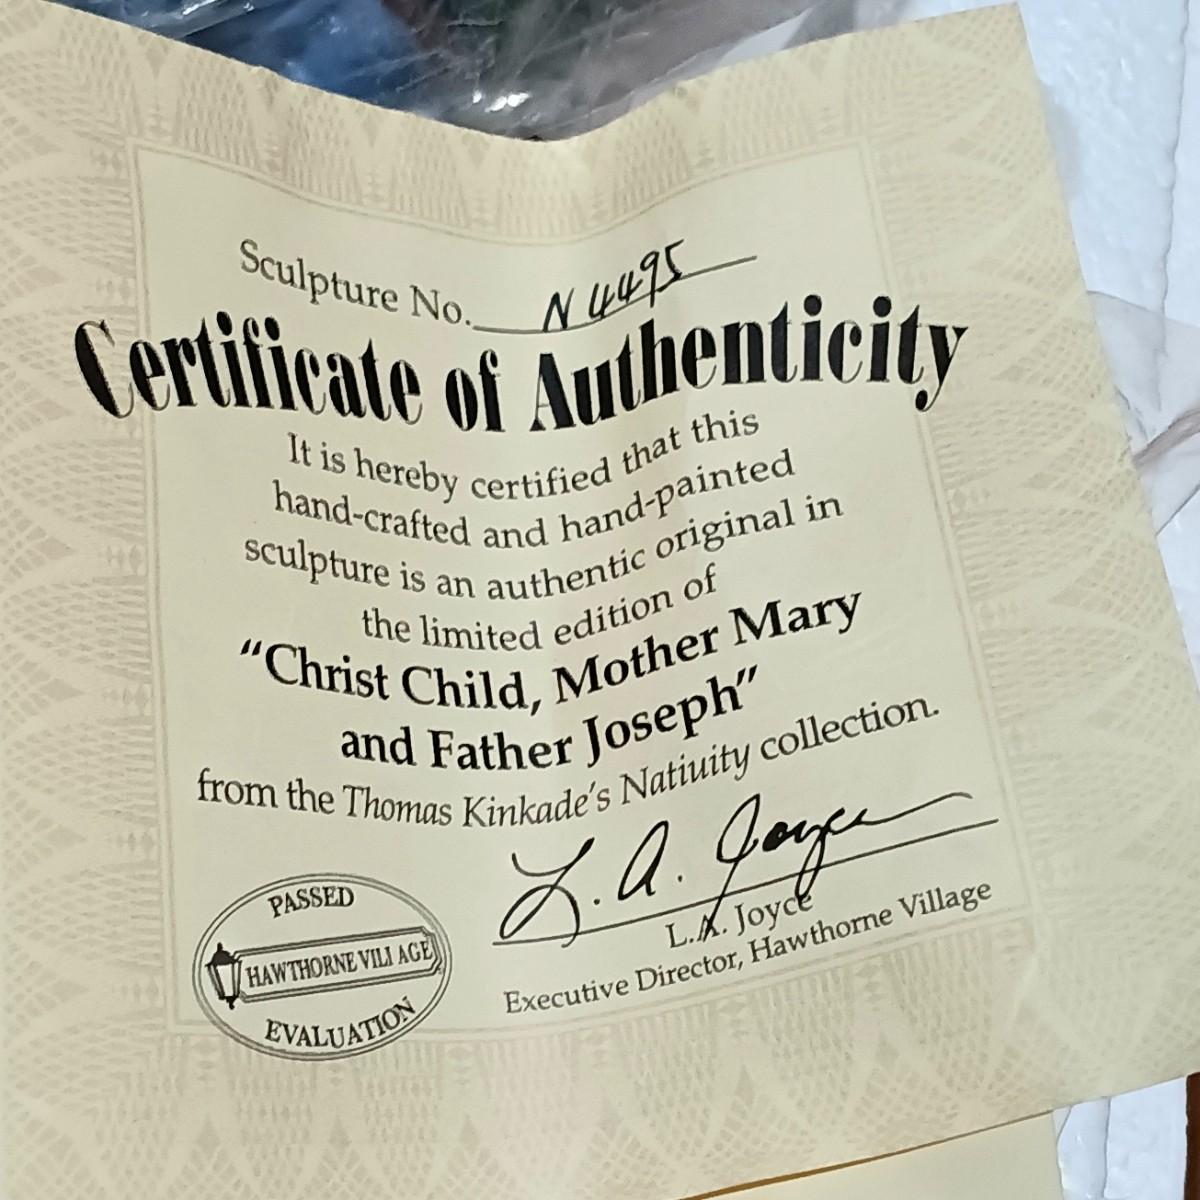 Sculpture No. N4495
Certificate of Authenticity
It is hereby certified that this
hand-crafted and hand-painted
sculpture is an authentic original in
the limited edition of
“Christ Child, Mother Mary
and Father Joseph”
from the Thomas Kinkade's Nativity collection.
L. A. Joyce
L.A. Joyce
Executive Director, Hawthorne Village
PASSED
HAWTHORNE VILLAGE
EVALUATION